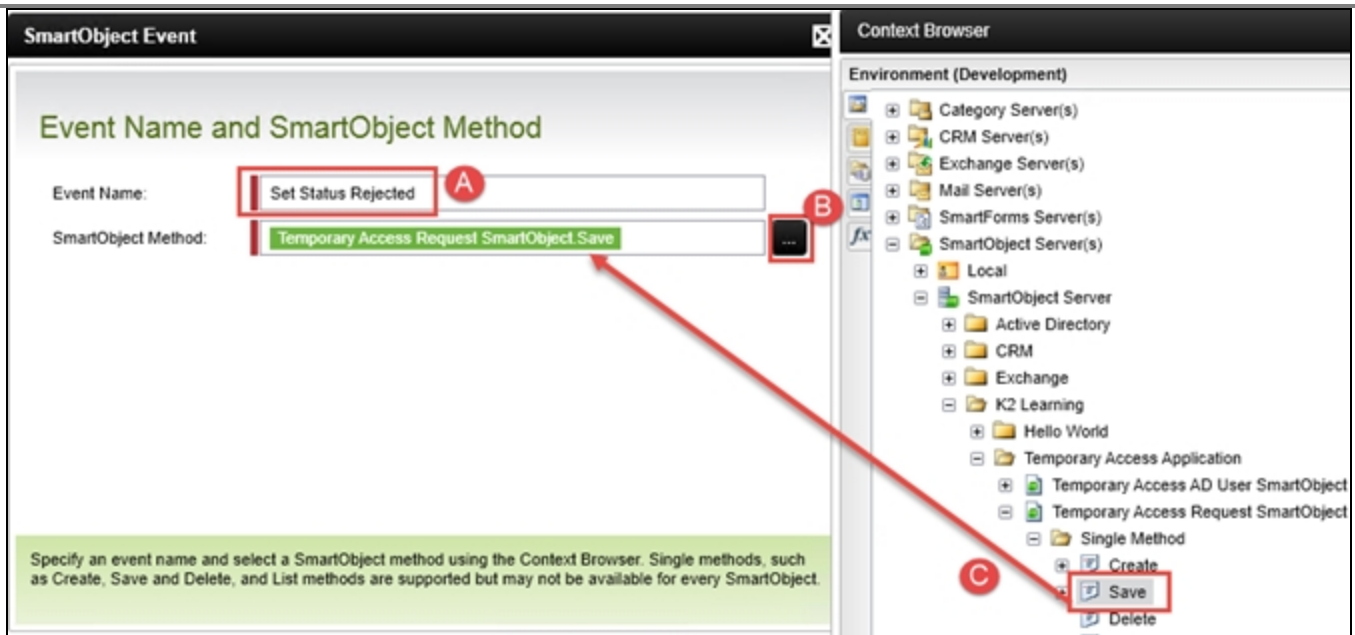 SmartObject Event
Event Name and SmartObject Method
Event Name:
Set Status Rejected
A
SmartObject Method:
Temporary Access Request SmartObject.Save
...
B
Specify an event name and select a SmartObject method using the Context Browser. Single methods, such
as Create, Save and Delete, and List methods are supported but may not be available for every SmartObject.
Context Browser
Environment (Development)
Category Server(s)
CRM Server(s)
Exchange Server(s)
Mail Server(s)
SmartForms Server(s)
fx
SmartObject Server(s)
Local
SmartObject Server
Active Directory
CRM
Exchange
K2 Learning
Hello World
Temporary Access Application
Temporary Access AD User SmartObject
Temporary Access Request SmartObject
Single Method
Create
C
Save
Delete